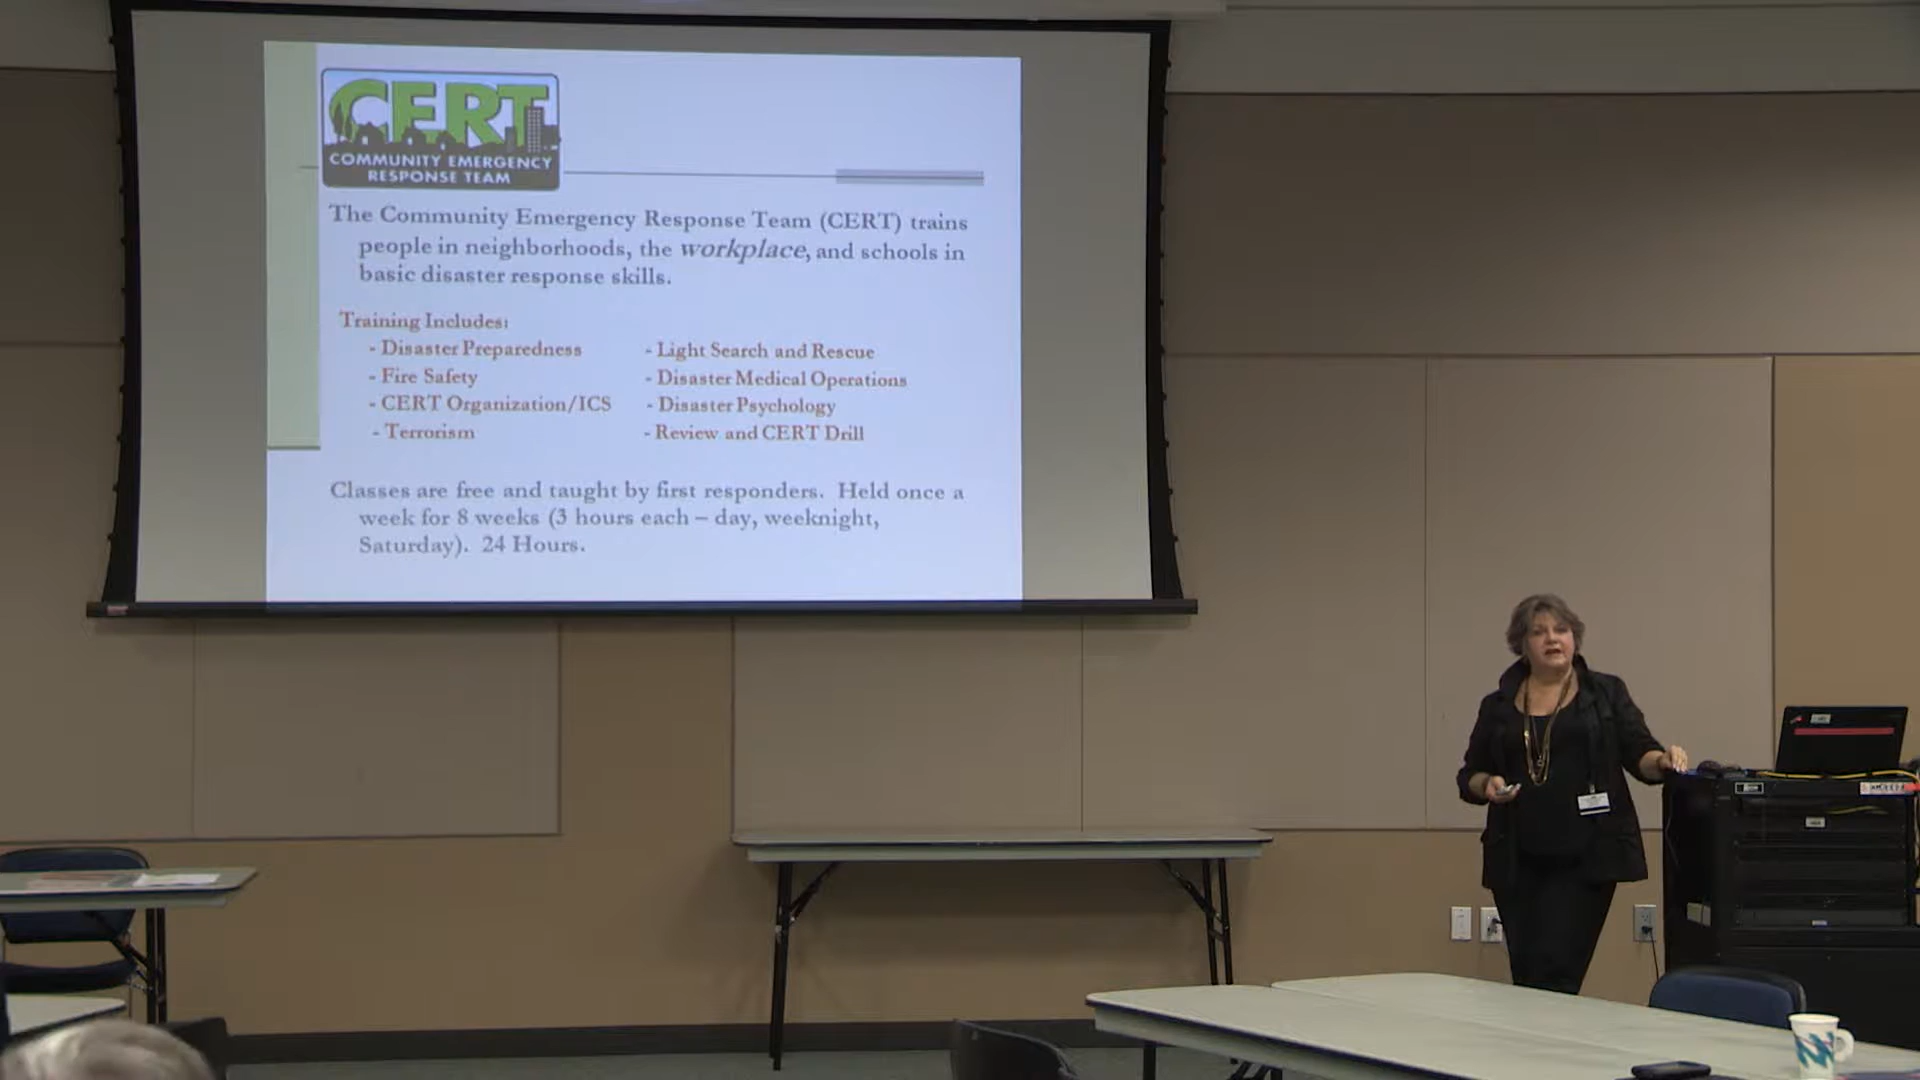 CERT
COMMUNITY EMERGENCY
RESPONSE TEAM
The Community Emergency Response Team (CERT) trains
people in neighborhoods, the workplace, and schools in
basic disaster response skills.
Training Includes:
- Disaster Preparedness
- Fire Safety
- CERT Organization/ICS
- Terrorism
- Light Search and Rescue
- Disaster Medical Operations
- Disaster Psychology
- Review and CERT Drill
Classes are free and taught by first responders. Held once a
week for 8 weeks (3 hours each – day, weeknight,
Saturday). 24 Hours.